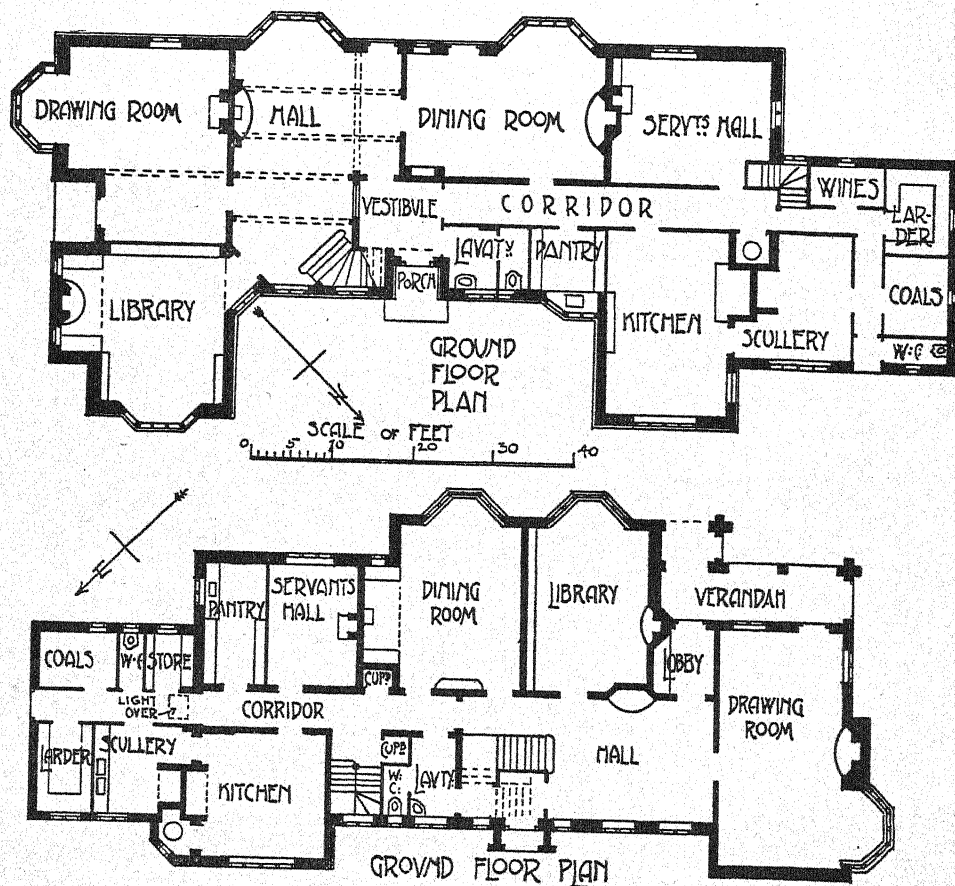 DRAWING ROOM
HALL
DINING ROOM
SERVTS HALL
WINES
LAR-
DER
VESTIBULE
CORRIDOR
LAVATY
PANTRY
PORCH
LIBRARY
KITCHEN
SCULLERY
COALS
W.C
GROUND
FLOOR
PLAN
N
SCALE OF FEET
0 5 10 20 30 40
N
DINING
ROOM
LIBRARY
VERANDAH
PANTRY
SERVANTS
HALL
COALS
W.C
STORE
CUPD
LOBBY
DRAWING
ROOM
LIGHT
OVER
CORRIDOR
HALL
LARDER
SCULLERY
KITCHEN
CUPD
W.
C.
LAVTY
GROVND FLOOR PLAN